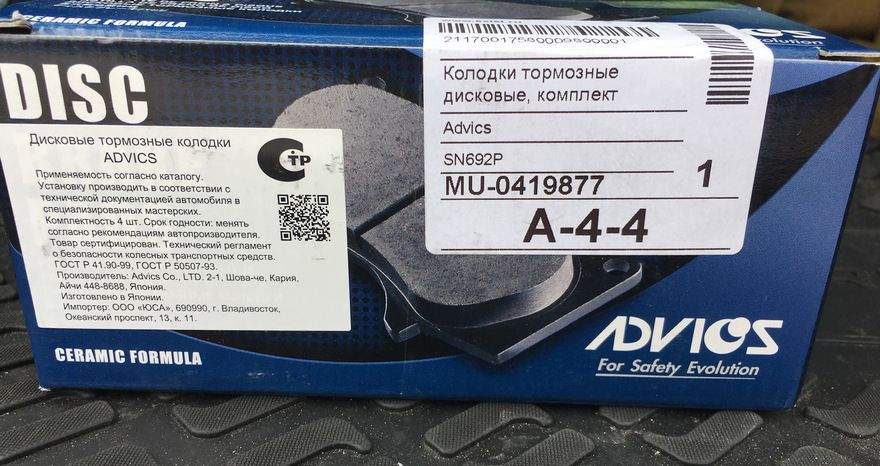 CERAMIC FORMULA
DISC
211700175800098​00001
Колодки тормозные
дисковые, комплект
Advics
SN692P
MU-0419877
1
A-4-4
Дисковые тормозные колодки
ADVICS
СТР
Применяемость согласно каталогу.
Установку производить в соответствии с
технической документацией автомобиля в
специализированных мастерских.
Комплектность 4 шт. Срок годности: менять
согласно рекомендациям автопроизводителя.
Товар сертифицирован. Технический регламент
о безопасности колесных транспортных средств.
ГОСТ Р 41.90-99, ГОСТ Р 50507-93.
Производитель: Advics Co., LTD. 2-1, Шова-че, Кария,
Айчи 448-8688, Япония.
Изготовлено в Японии.
Импортер: ООО «ЮСА», 690990, г. Владивосток,
Океанский проспект, 13, к. 11.
CERAMIC FORMULA
ADVICS
For Safety Evolution